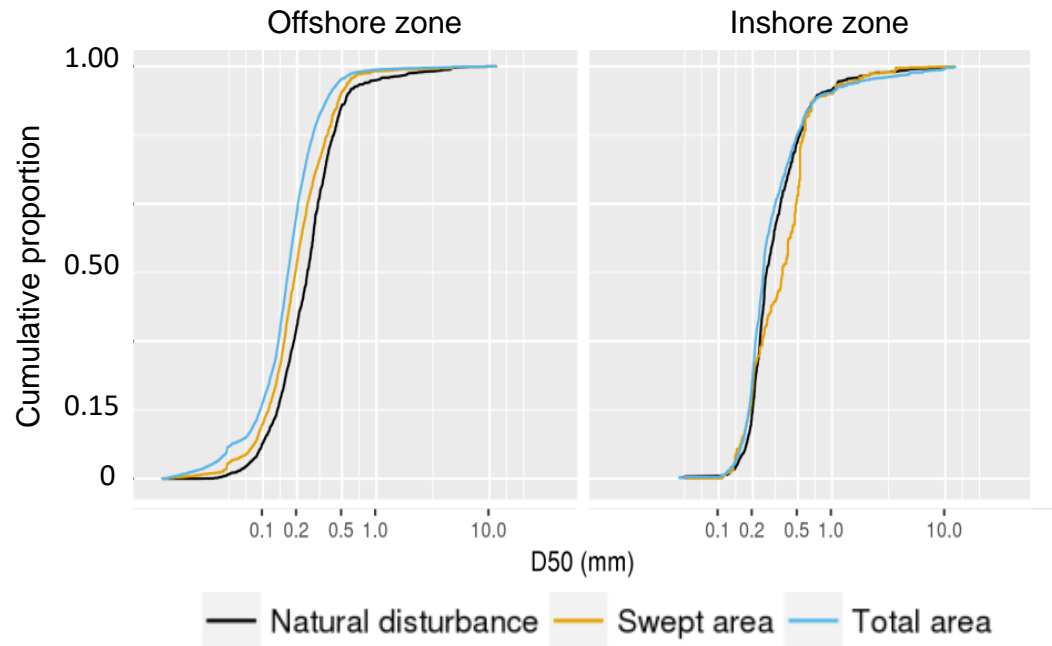 Offshore zone
Inshore zone
Cumulative proportion
1.00
0.50
0.15
0
0.1 0.2 0.5 1.0 10.0
0.1 0.2 0.5 1.0 10.0
D50 (mm)
Natural disturbance Swept area Total area